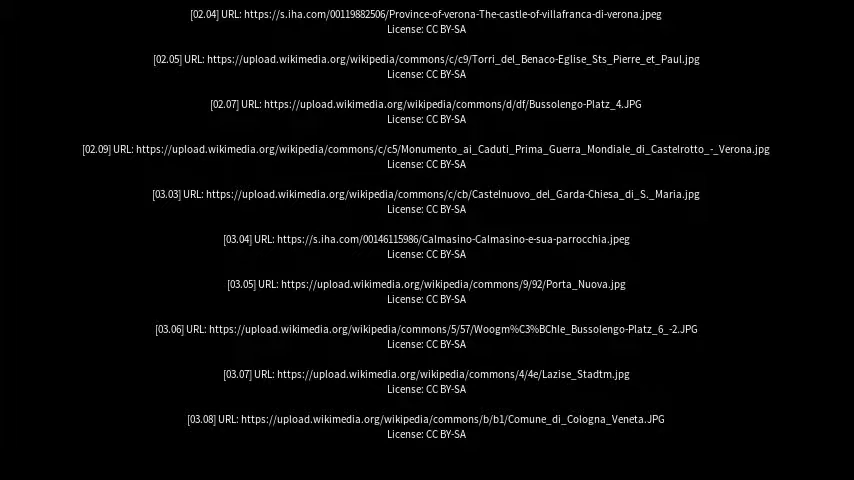 [02.04] URL: https://s.iha.com/00119882506/Province-of-verona-The-castle-of-villafranca-di-verona.jpeg
License: CC BY-SA
[02.05] URL: https://upload.wikimedia.org/wikipedia/commons/c/c9/Torri_del_Benaco-Eglise_Sts_Pierre_et_Paul.jpg
License: CC BY-SA
[02.07] URL: https://upload.wikimedia.org/wikipedia/commons/d/df/Bussolengo-Platz_4.JPG
License: CC BY-SA
[02.09] URL: https://upload.wikimedia.org/wikipedia/commons/c/c5/Monumento_ai_Caduti_Prima_Guerra_Mondiale_di_Castelrotto_-_Verona.jpg
License: CC BY-SA
[03.03] URL: https://upload.wikimedia.org/wikipedia/commons/c/cb/Castelnuovo_del_Garda-Chiesa_di_S._Maria.jpg
License: CC BY-SA
[03.04] URL: https://s.iha.com/00146115986/Calmasino-Calmasino-e-sua-parrocchia.jpeg
License: CC BY-SA
[03.05] URL: https://upload.wikimedia.org/wikipedia/commons/9/92/Porta_Nuova.jpg
License: CC BY-SA
[03.06] URL: https://upload.wikimedia.org/wikipedia/commons/5/57/Woogm%C3%BChle_Bussolengo-Platz_6_-2.JPG
License: CC BY-SA
[03.07] URL: https://upload.wikimedia.org/wikipedia/commons/4/4e/Lazise_Stadtm.jpg
License: CC BY-SA
[03.08] URL: https://upload.wikimedia.org/wikipedia/commons/b/b1/Comune_di_Cologna_Veneta.JPG
License: CC BY-SA